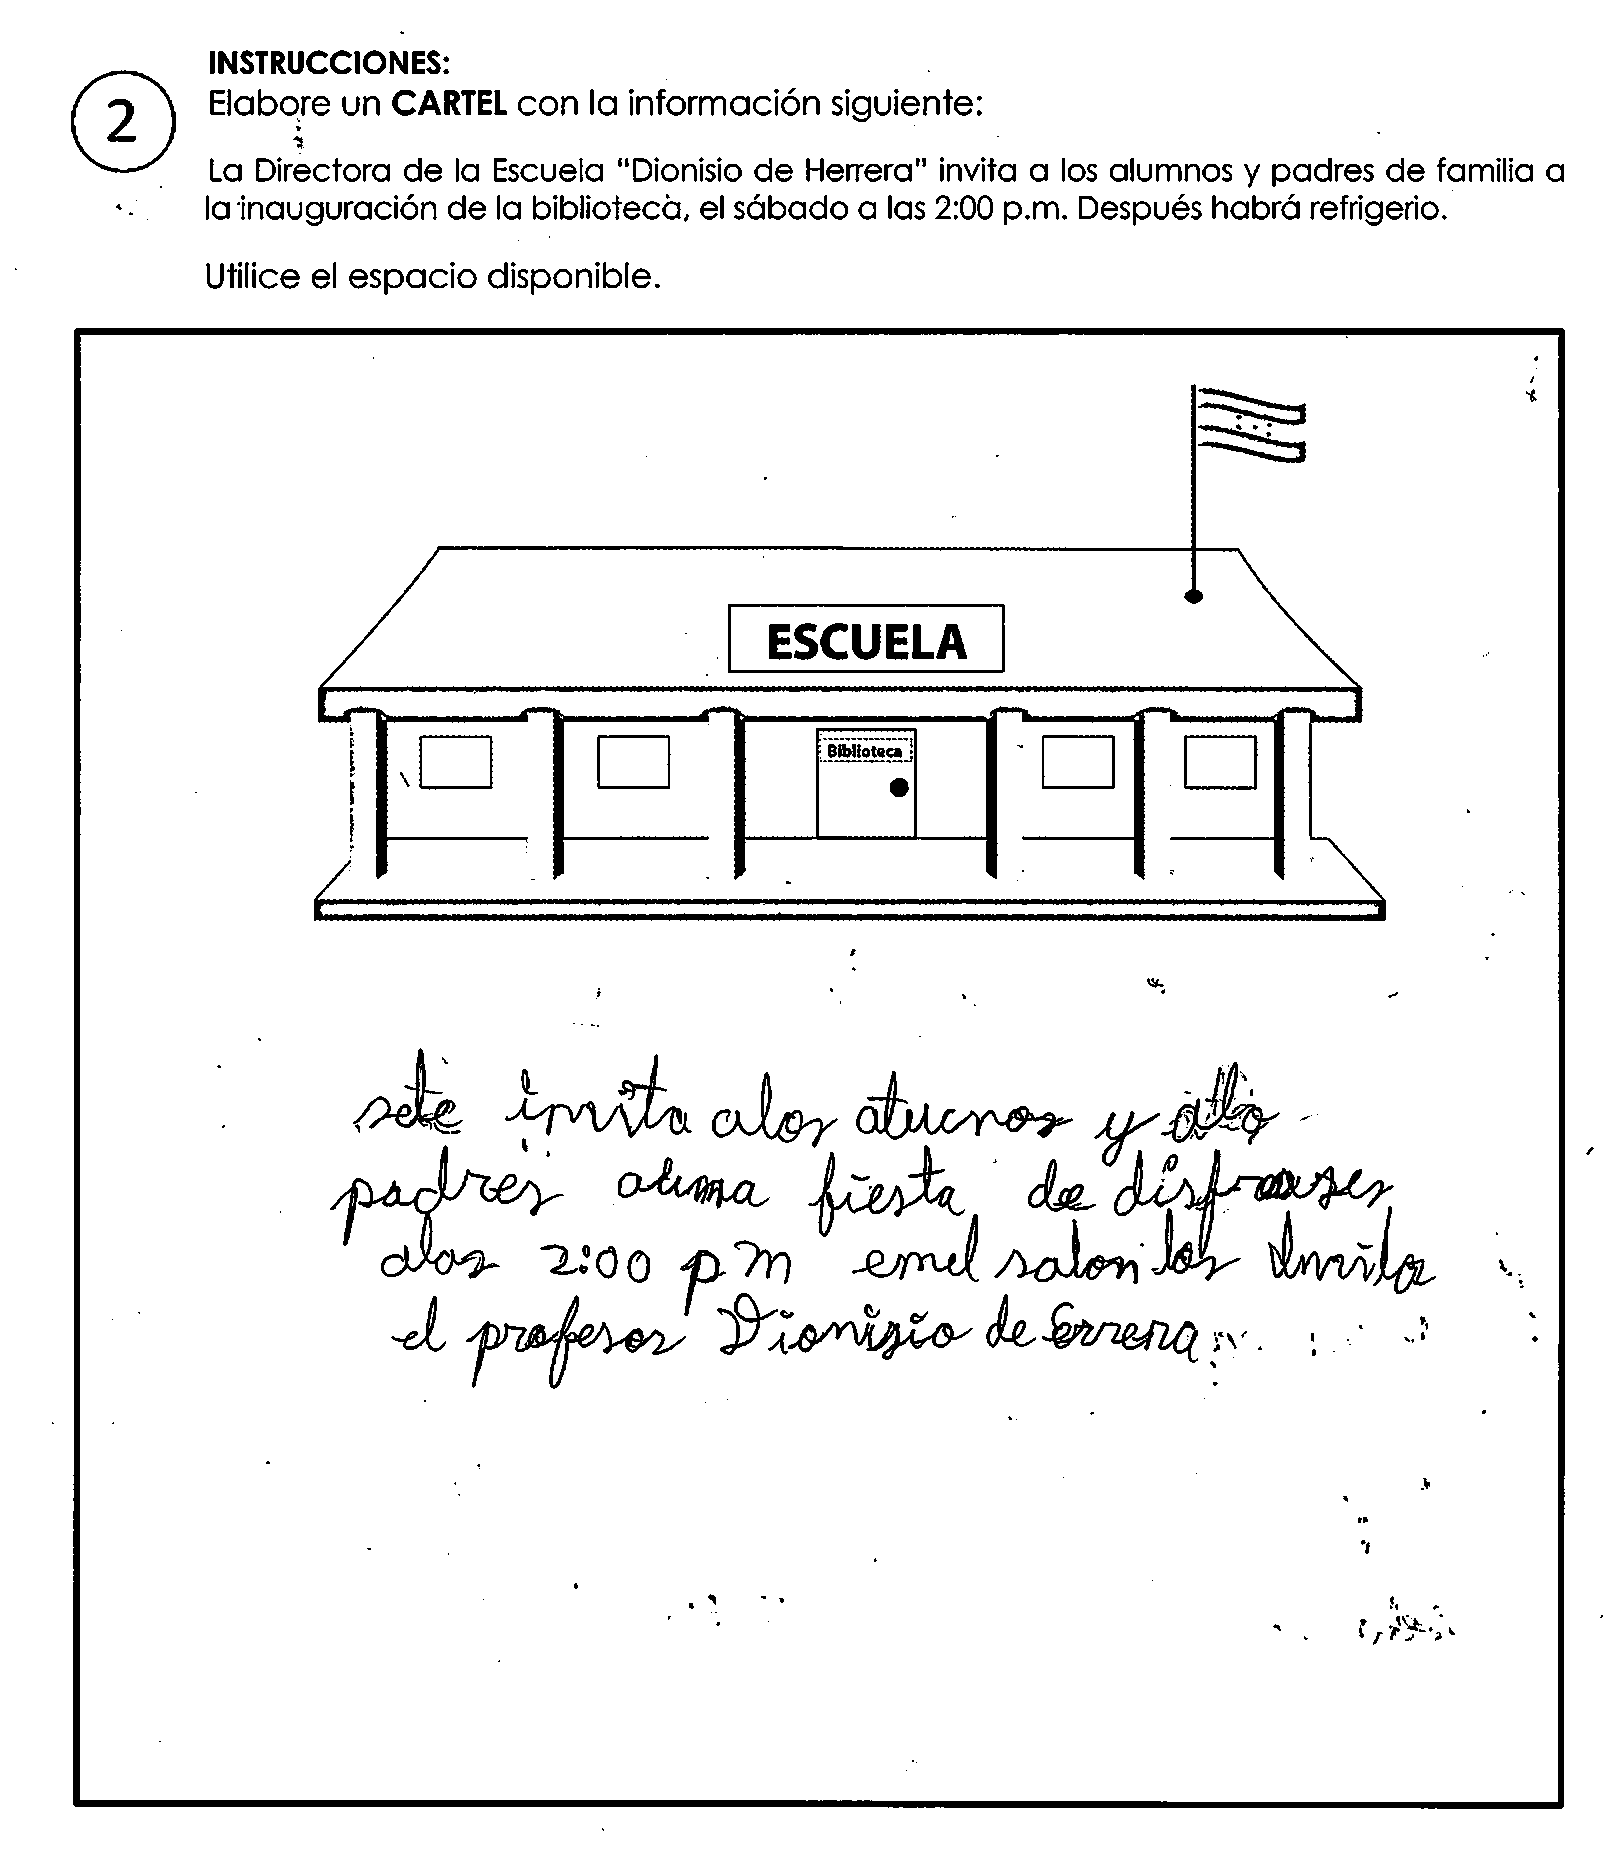 INSTRUCCIONES:
2
Elabore un CARTEL con la información siguiente:
La Directora de la Escuela "Dionisio de Herrera" invita a los alumnos y padres de familia a
la inauguración de la biblioteca, el sábado a las 2:00 p.m. Después habrá refrigerio.
Utilice el espacio disponible.
ESCUELA
Biblioteca
sete invita alos atucnos y
padres auna fiesta de disfrases
alas 2:00 pm enel salon los invita
el profesor Dionisio de Errera